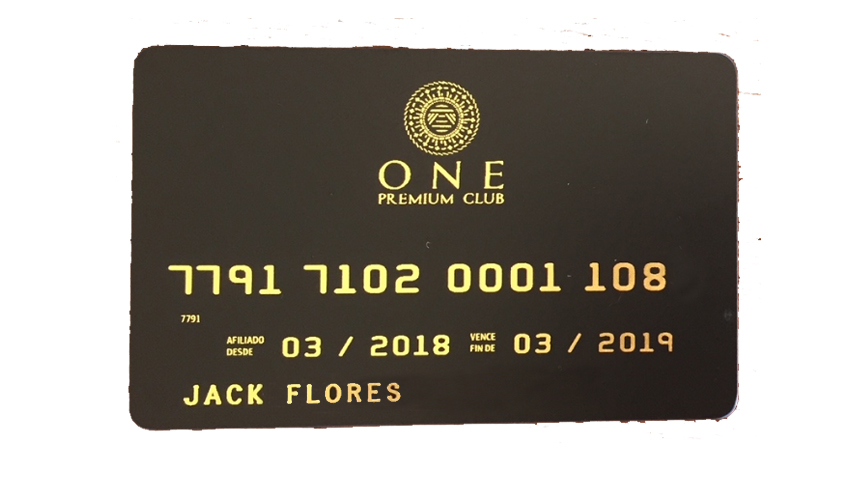 ONE
PREMIUM CLUB
7791 7102 0001 108
7791
AFILIADO DESDE 03 / 2018 VENCE FIN DE 03 / 2019
JACK FLORES